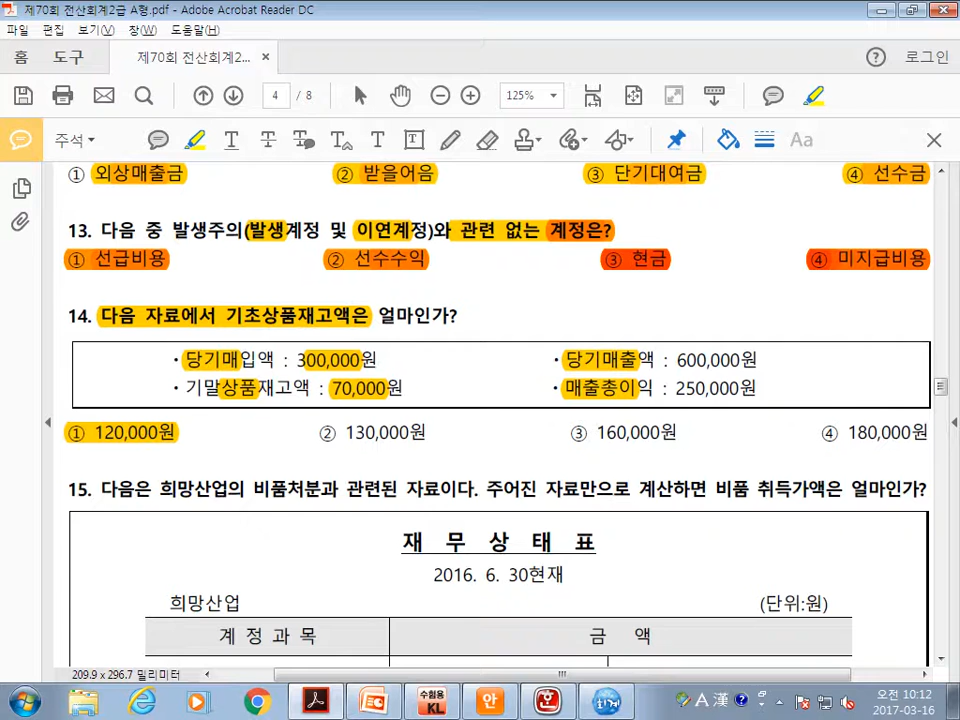 제70회 전산회계2급 A형.pdf - Adobe Acrobat Reader DC
파일 편집 보기(V) 창(W) 도움말(H)
홈 도구 제70회 전산회계2... × 로그인
4 / 8 125%
주석 Aa
① 외상매출금 ② 받을어음 ③ 단기대여금 ④ 선수금
13. 다음 중 발생주의(발생계정 및 이연계정)와 관련 없는 계정은?
① 선급비용 ② 선수수익 ③ 현금 ④ 미지급비용
14. 다음 자료에서 기초상품재고액은 얼마인가?
·당기매입액 : 300,000원 ·당기매출액 : 600,000원
·기말상품재고액 : 70,000원 ·매출총이익 : 250,000원
① 120,000원 ② 130,000원 ③ 160,000원 ④ 180,000원
15. 다음은 희망산업의 비품처분과 관련된 자료이다. 주어진 자료만으로 계산하면 비품 취득가액은 얼마인가?
재 무 상 태 표
2016. 6. 30현재
희망산업 (단위:원)
계 정 과 목 금 액
209.9 x 296.7 밀리미터
수험용 KL 안 A 漢 오전 10:12
2017-03-16